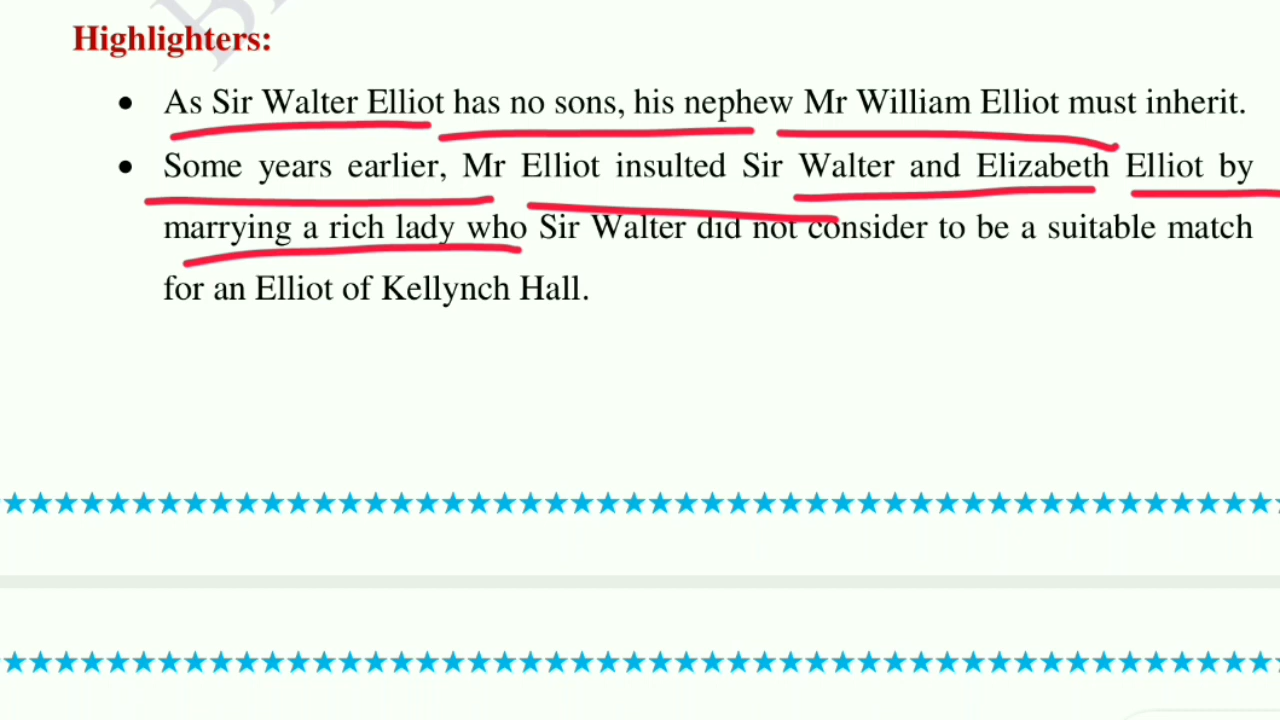 Highlighters:
• As Sir Walter Elliot has no sons, his nephew Mr William Elliot must inherit.
• Some years earlier, Mr Elliot insulted Sir Walter and Elizabeth Elliot by
marrying a rich lady who Sir Walter did not consider to be a suitable match
for an Elliot of Kellynch Hall.